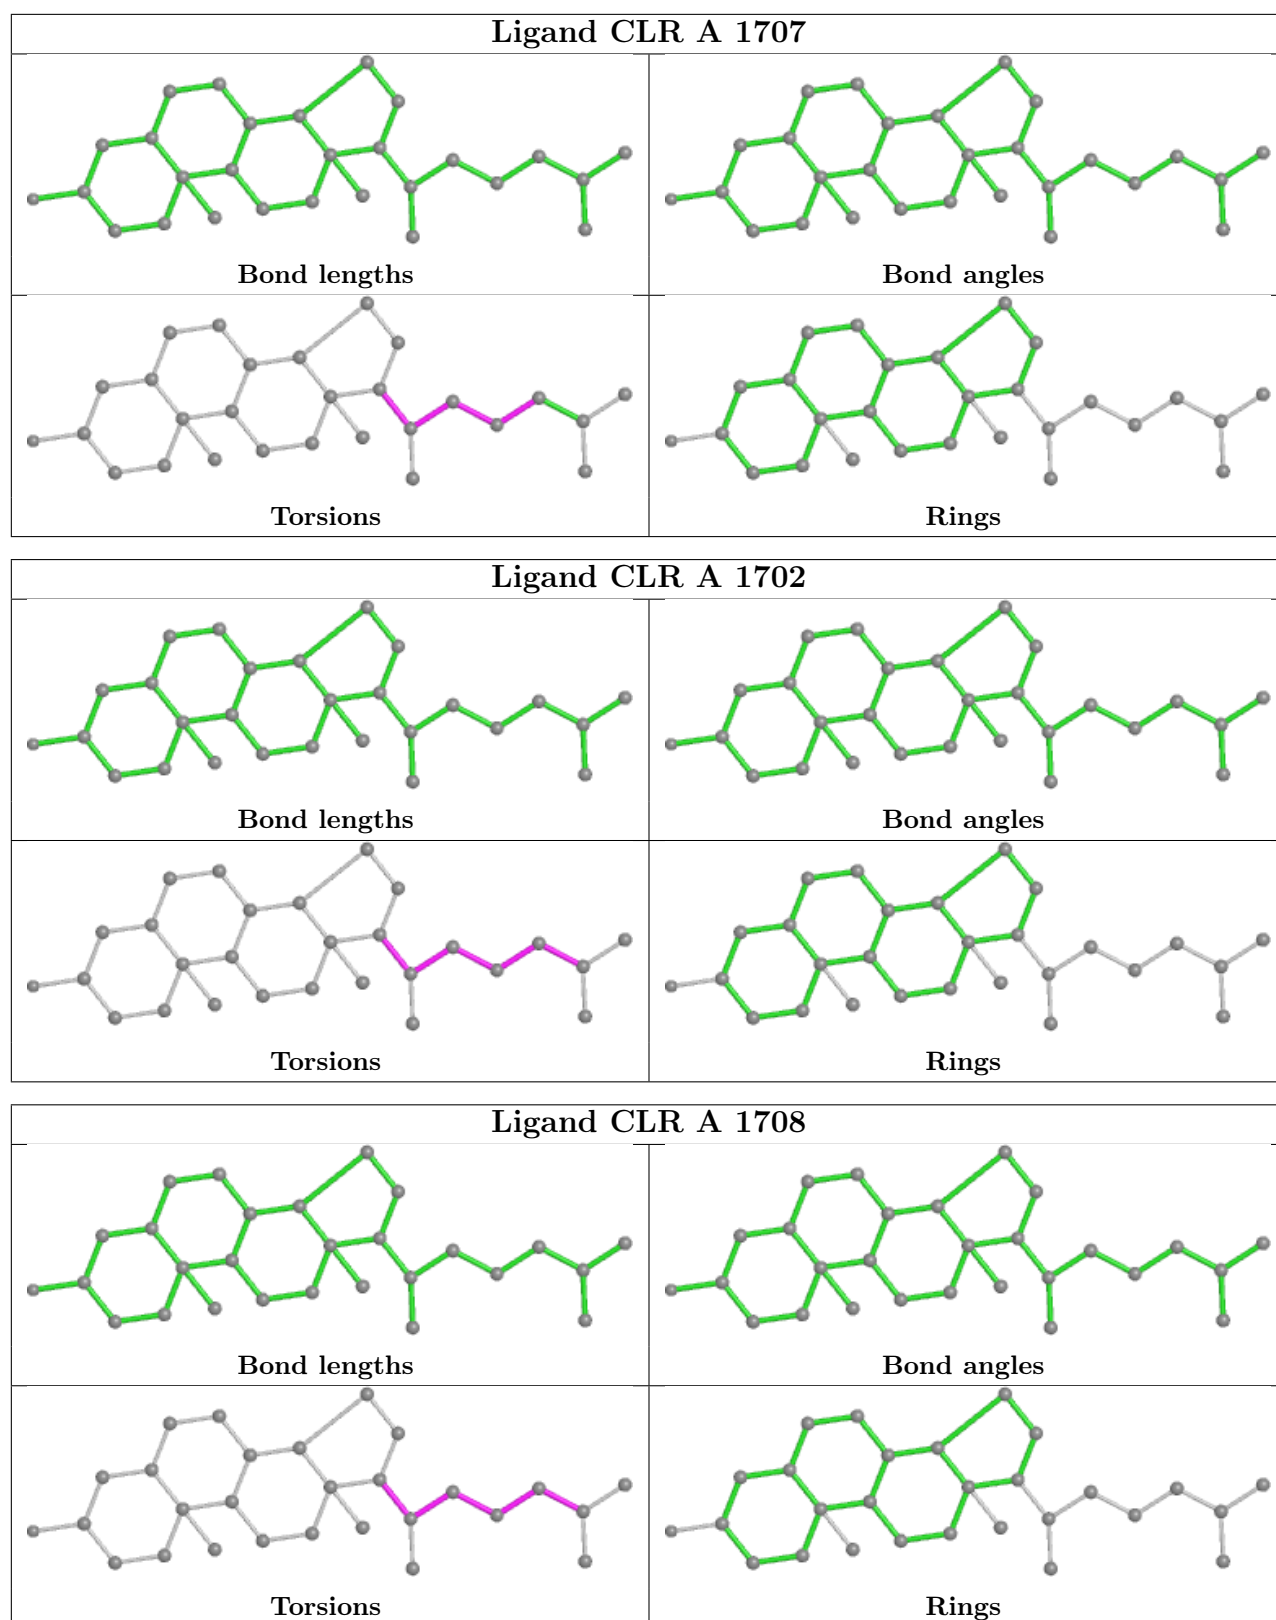 Ligand CLR A 1707
Bond lengths
Bond angles
Torsions
Rings
Ligand CLR A 1702
Bond lengths
Bond angles
Torsions
Rings
Ligand CLR A 1708
Bond lengths
Bond angles
Torsions
Rings